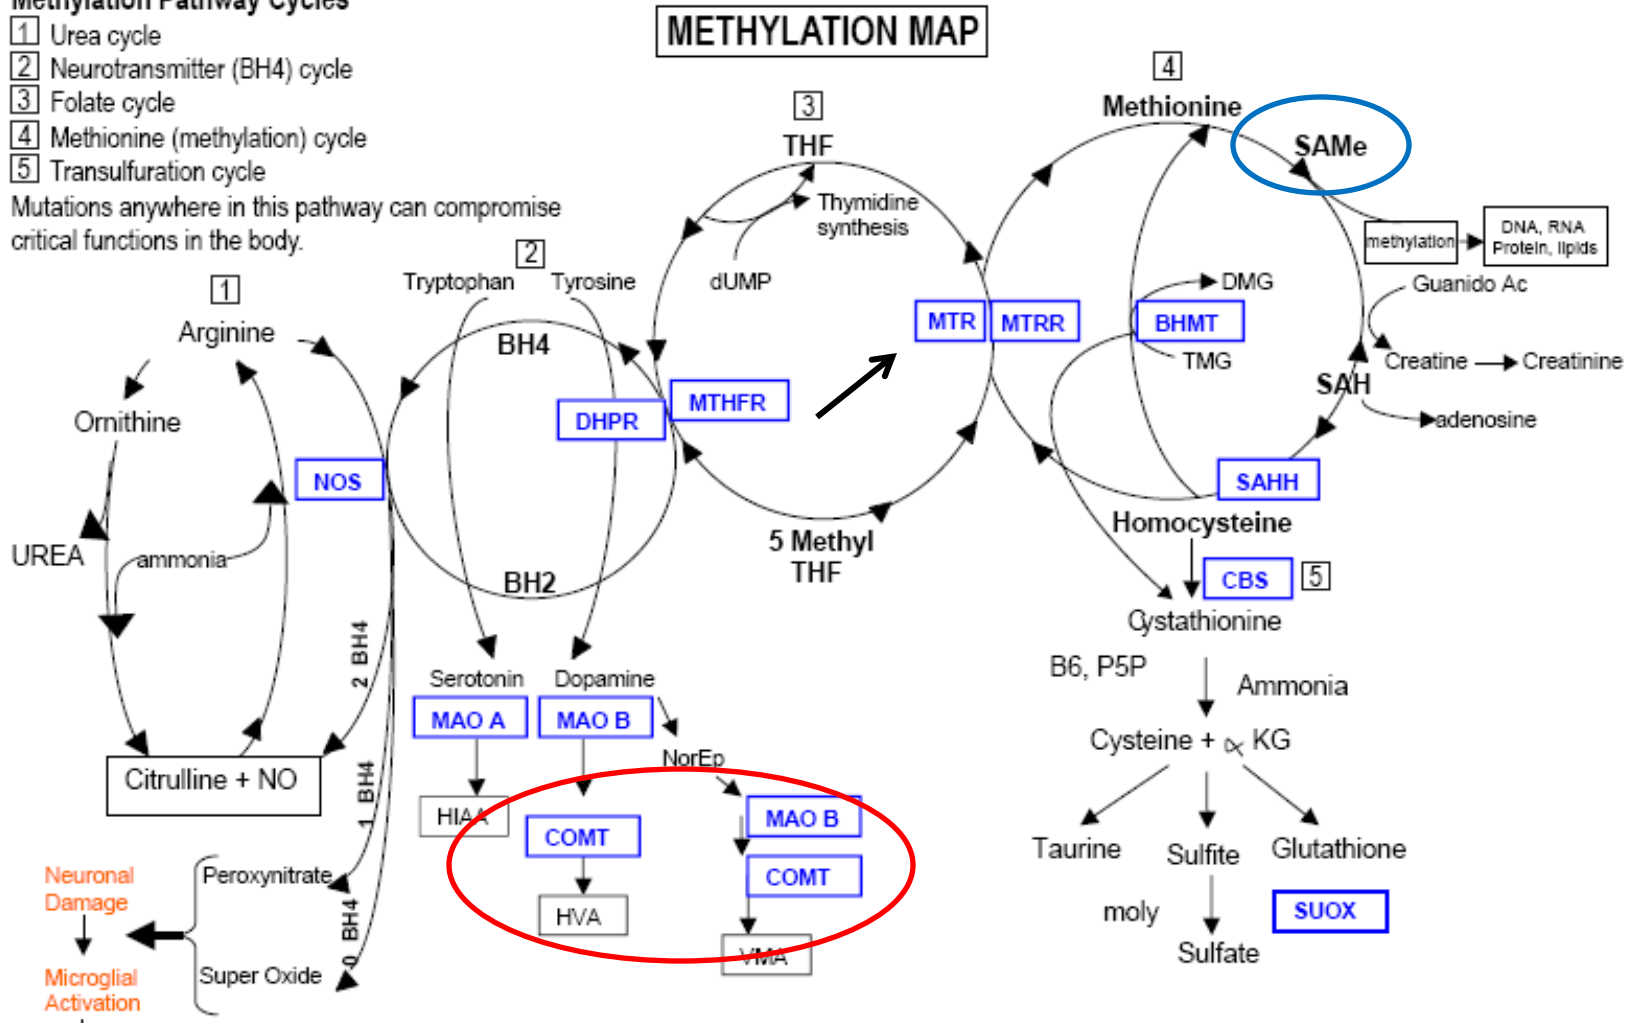 Methylation Pathway Cycles
1 Urea cycle
2 Neurotransmitter (BH4) cycle
3 Folate cycle
4 Methionine (methylation) cycle
5 Transulfuration cycle
Mutations anywhere in this pathway can compromise
critical functions in the body.
METHYLATION MAP
1
Arginine
Ornithine
UREA
ammonia
NOS
Citrulline + NO
2 BH4
1 BH4
0 BH4
Peroxynitrate
Super Oxide
Neuronal
Damage
Microglial
Activation
2
Tryptophan
Tyrosine
BH4
DHPR
BH2
Serotonin
Dopamine
MAO A
MAO B
NorEp
HIAA
COMT
HVA
MAO B
COMT
VMA
3
THF
Thymidine
synthesis
dUMP
MTHFR
MTR
MTRR
5 Methyl
THF
4
Methionine
SAMe
methylation
DNA, RNA
Protein, lipids
Guanido Ac
DMG
BHMT
TMG
Creatine
Creatinine
SAH
adenosine
SAHH
Homocysteine
CBS
5
Cystathionine
B6, P5P
Ammonia
Cysteine + α KG
Taurine
Sulfite
Glutathione
moly
SUOX
Sulfate